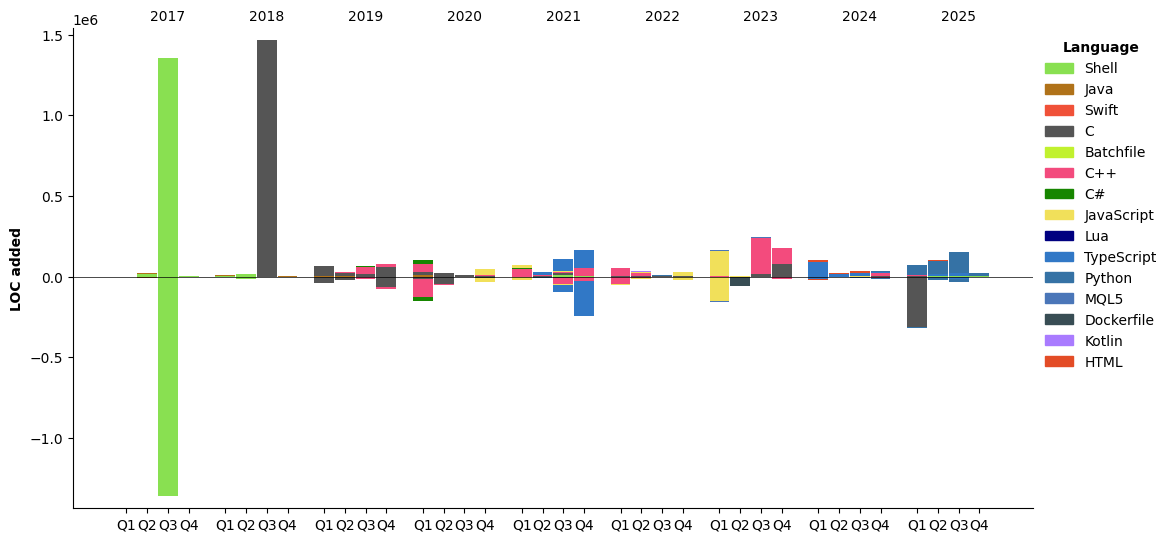 1e6
2017 2018 2019 2020 2021 2022 2023 2024 2025
1.5
1.0
0.5
0.0
−0.5
−1.0
LOC added
Q1 Q2 Q3 Q4 Q1 Q2 Q3 Q4 Q1 Q2 Q3 Q4 Q1 Q2 Q3 Q4 Q1 Q2 Q3 Q4 Q1 Q2 Q3 Q4 Q1 Q2 Q3 Q4 Q1 Q2 Q3 Q4 Q1 Q2 Q3 Q4
Language
Shell
Java
Swift
C
Batchfile
C++
C#
JavaScript
Lua
TypeScript
Python
MQL5
Dockerfile
Kotlin
HTML